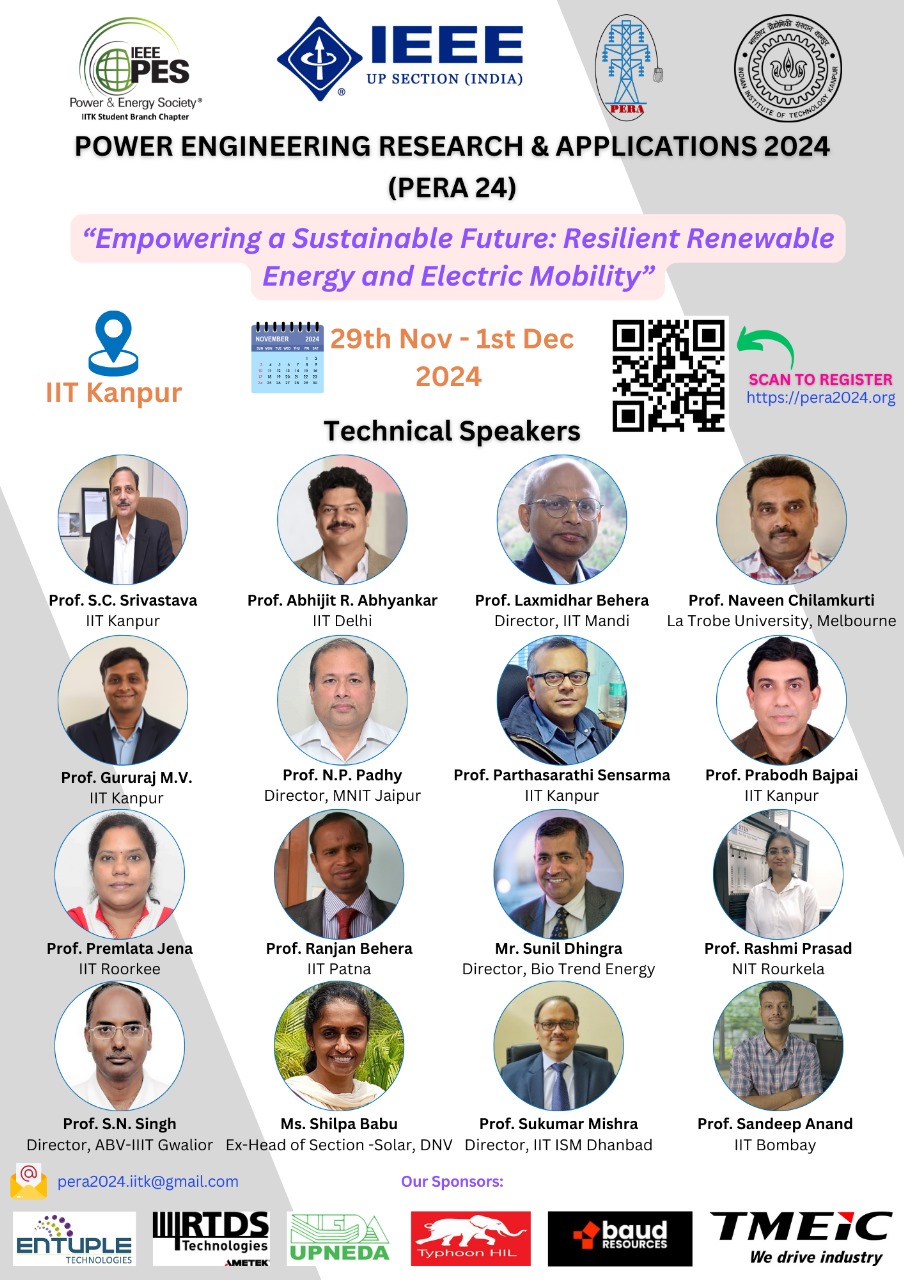 IEEE
PES
Power & Energy Society®
IITK Student Branch Chapter
IEEE
UP SECTION (INDIA)
®
PERA
भारतीय प्रौद्योगिकी संस्थान कानपुर
INDIAN INSTITUTE OF TECHNOLOGY KANPUR
POWER ENGINEERING RESEARCH & APPLICATIONS 2024
(PERA 24)
“Empowering a Sustainable Future: Resilient Renewable
Energy and Electric Mobility”
IIT Kanpur
NOVEMBER 2024
29th Nov - 1st Dec
2024
SCAN TO REGISTER
https://pera2024.org
Technical Speakers
Prof. S.C. Srivastava
IIT Kanpur
Prof. Abhijit R. Abhyankar
IIT Delhi
Prof. Laxmidhar Behera
Director, IIT Mandi
Prof. Naveen Chilamkurti
La Trobe University, Melbourne
Prof. Gururaj M.V.
IIT Kanpur
Prof. N.P. Padhy
Director, MNIT Jaipur
Prof. Parthasarathi Sensarma
IIT Kanpur
Prof. Prabodh Bajpai
IIT Kanpur
Prof. Premlata Jena
IIT Roorkee
Prof. Ranjan Behera
IIT Patna
Mr. Sunil Dhingra
Director, Bio Trend Energy
Prof. Rashmi Prasad
NIT Rourkela
Prof. S.N. Singh
Director, ABV-IIIT Gwalior
Ms. Shilpa Babu
Ex-Head of Section -Solar, DNV
Prof. Sukumar Mishra
Director, IIT ISM Dhanbad
Prof. Sandeep Anand
IIT Bombay
@
pera2024.iitk@gmail.com
Our Sponsors:
ENTUPLE
TECHNOLOGIES
RTDS
Technologies
AMETEK
UPNEDA
Typhoon HIL
baud
RESOURCES
TMEiC
We drive industry